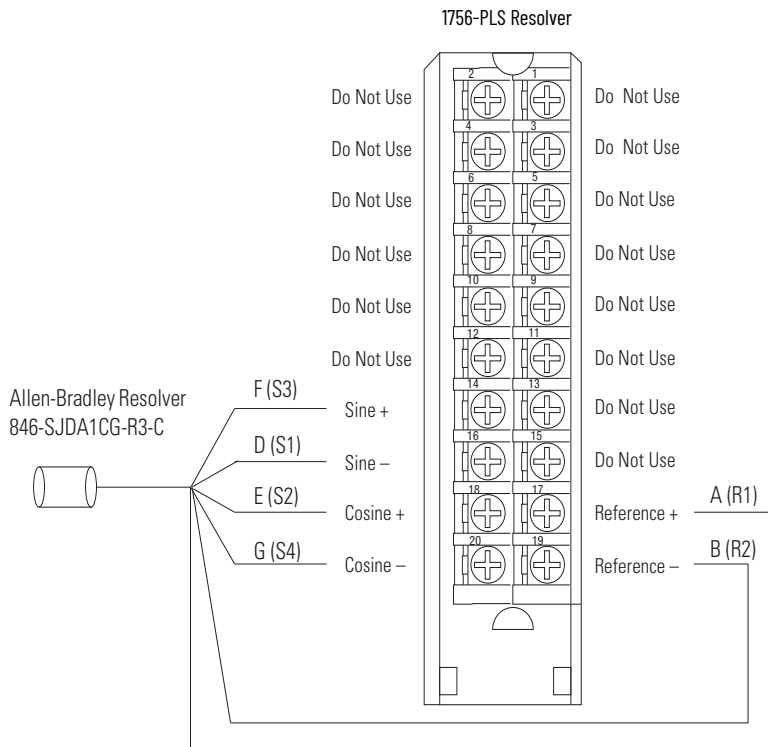 1756-PLS Resolver
2 1
Do Not Use Do Not Use
4 3
Do Not Use Do Not Use
6 5
Do Not Use Do Not Use
8 7
Do Not Use Do Not Use
10 9
Do Not Use Do Not Use
12 11
Do Not Use Do Not Use
Allen-Bradley Resolver
846-SJDA1CG-R3-C
F (S3)
14 13
Sine + Do Not Use
D (S1)
16 15
Sine – Do Not Use
E (S2)
18 17
Cosine + Reference + A (R1)
G (S4)
20 19
Cosine – Reference – B (R2)